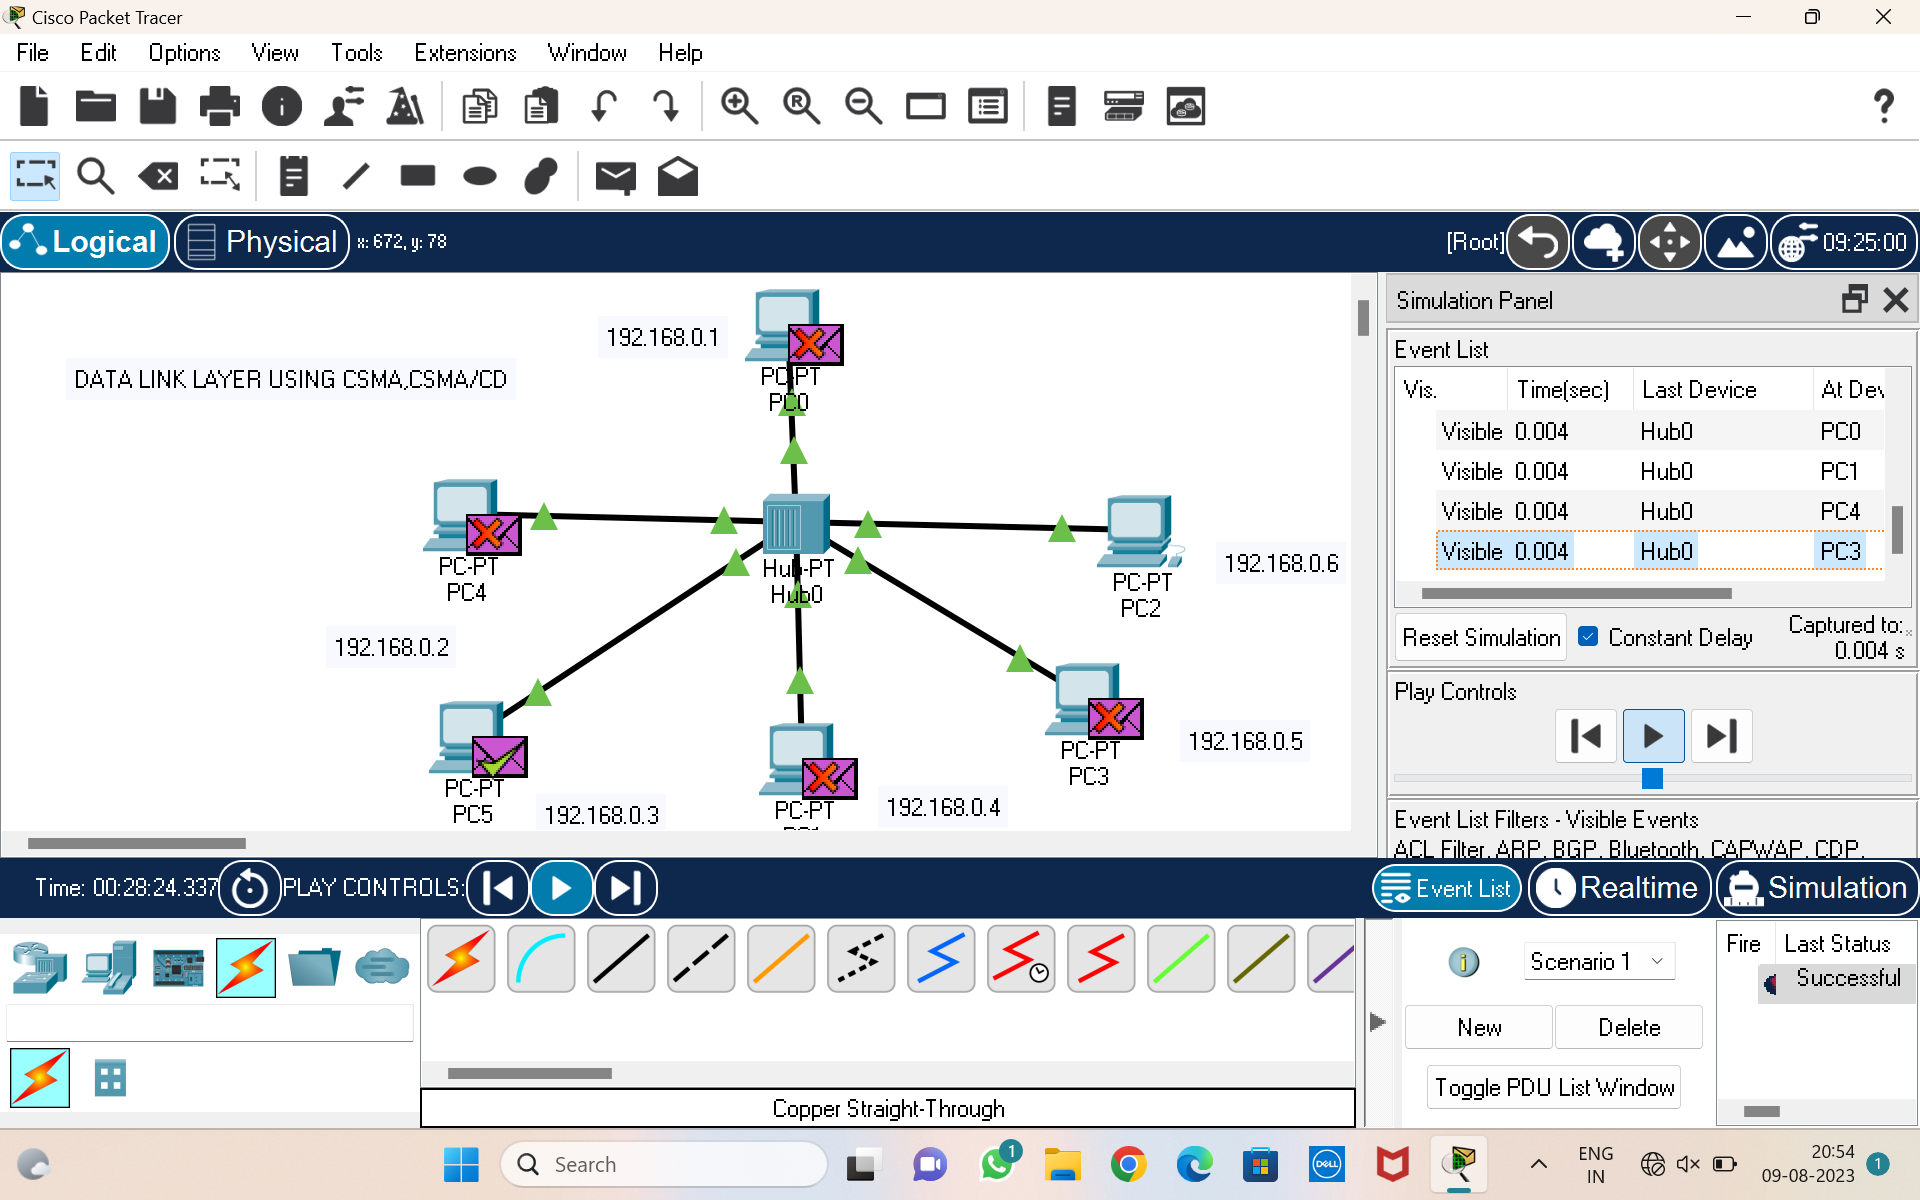 Cisco Packet Tracer
File Edit Options View Tools Extensions Window Help
Logical Physical x: 672, y: 78 [Root] 09:25:00
DATA LINK LAYER USING CSMA,CSMA/CD
192.168.0.1
PC-PT
PC0
PC-PT
PC4
192.168.0.2
Hub-PT
Hub0
PC-PT
PC2
192.168.0.6
PC-PT
PC5
192.168.0.3
PC-PT
192.168.0.4
PC-PT
PC3
192.168.0.5
Simulation Panel
Event List
Vis. Time(sec) Last Device At Dev
Visible 0.004 Hub0 PC0
Visible 0.004 Hub0 PC1
Visible 0.004 Hub0 PC4
Visible 0.004 Hub0 PC3
Reset Simulation Constant Delay Captured to:
0.004 s
Play Controls
Event List Filters - Visible Events
ACL Filter, ARP, BGP, Bluetooth, CAPWAP, CDP,
Time: 00:28:24.337 PLAY CONTROLS: Event List Realtime Simulation
Scenario 1
New Delete
Toggle PDU List Window
Fire Last Status
Successful
Copper Straight-Through
Search
1
DELL
ENG
IN
20:54
09-08-2023
1